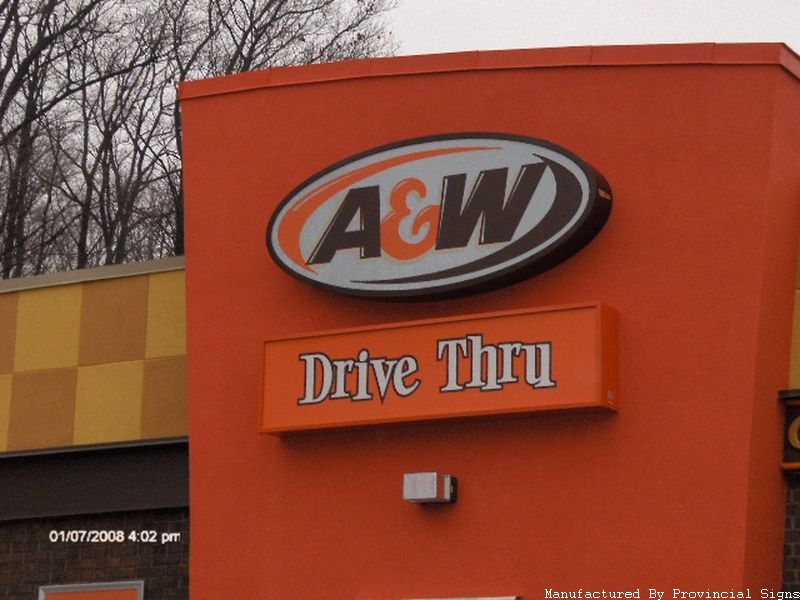 A&W
Drive Thru
01/07/2008 4:02 pm
Manufactured By Provincial Signs